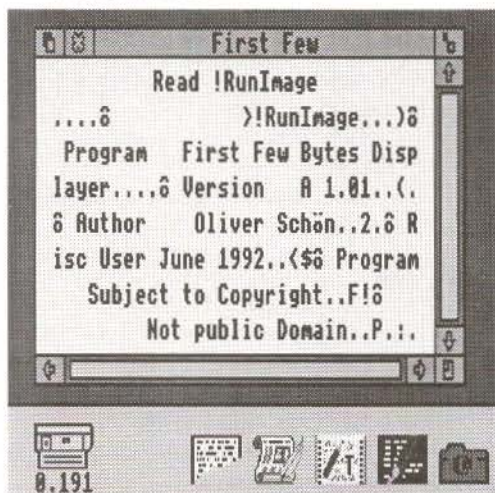 First Few
Read !RunImage
....ô >!RunImage...)ô
Program First Few Bytes Disp
layer....ô Version A 1.01..(.
ô Author Oliver Schön..2.ô R
isc User June 1992..<$ô Program
Subject to Copyright..F!ô
Not public Domain..P.:.
0.191